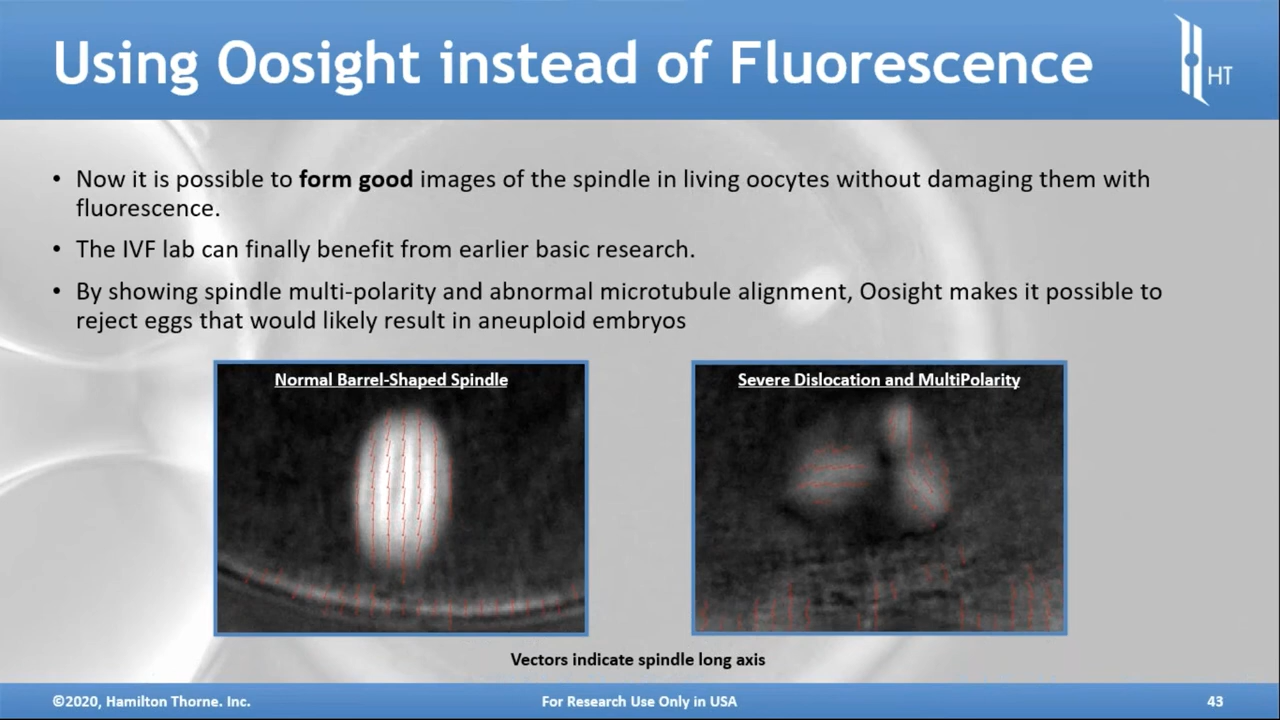 Using Oosight instead of Fluorescence
HT
• Now it is possible to form good images of the spindle in living oocytes without damaging them with
fluorescence.
• The IVF lab can finally benefit from earlier basic research.
• By showing spindle multi-polarity and abnormal microtubule alignment, Oosight makes it possible to
reject eggs that would likely result in aneuploid embryos
Normal Barrel-Shaped Spindle
Severe Dislocation and MultiPolarity
Vectors indicate spindle long axis
©2020, Hamilton Thorne. Inc.
For Research Use Only in USA
43